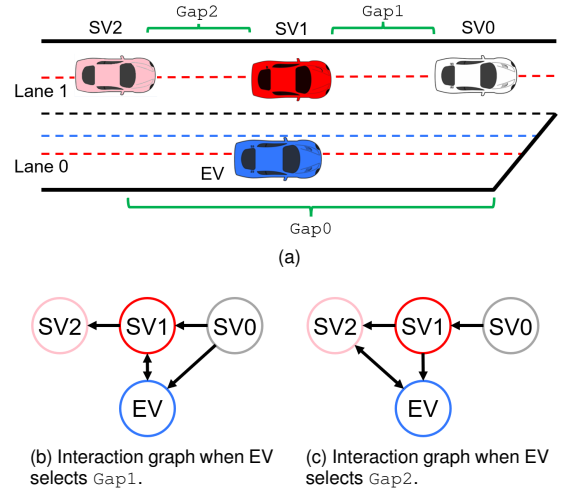 Gap2 Gap1
SV2 SV1 SV0
Lane 1
Lane 0
EV
Gap0
(a)
SV2 SV1 SV0
EV
SV2 SV1 SV0
EV
(b) Interaction graph when EV
selects Gap1.
(c) Interaction graph when EV
selects Gap2.